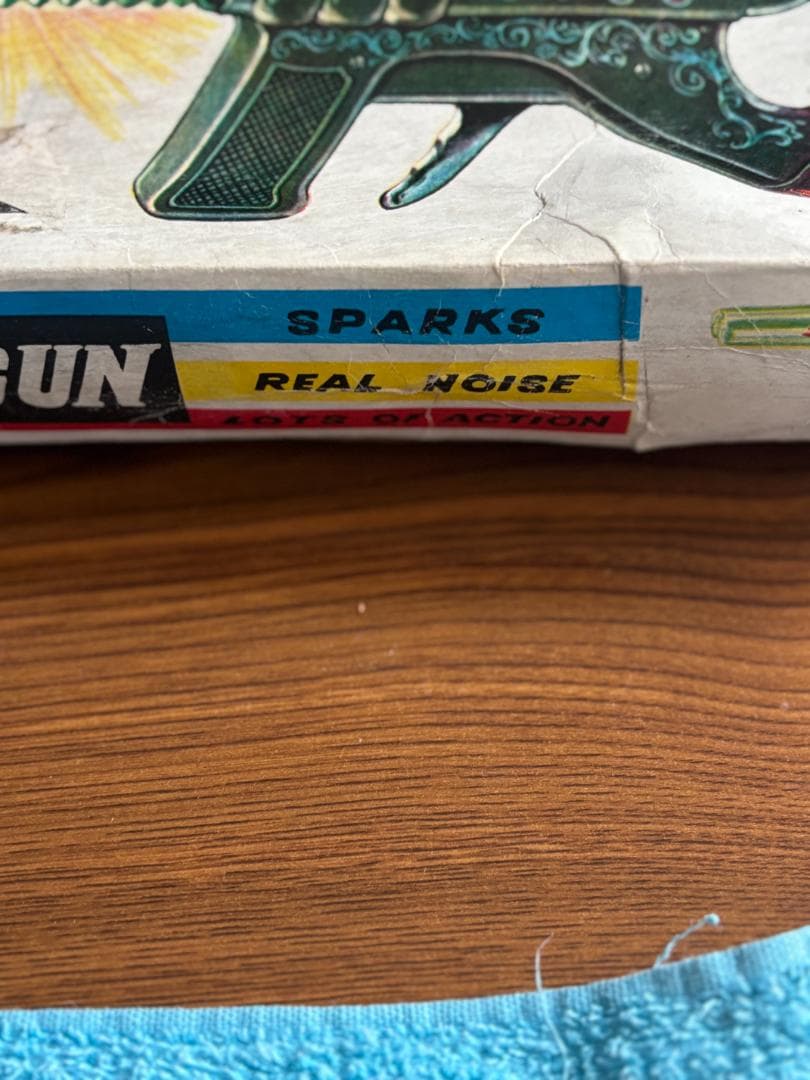 SPARKS
GUN
REAL NOISE
LOTS OF ACTION